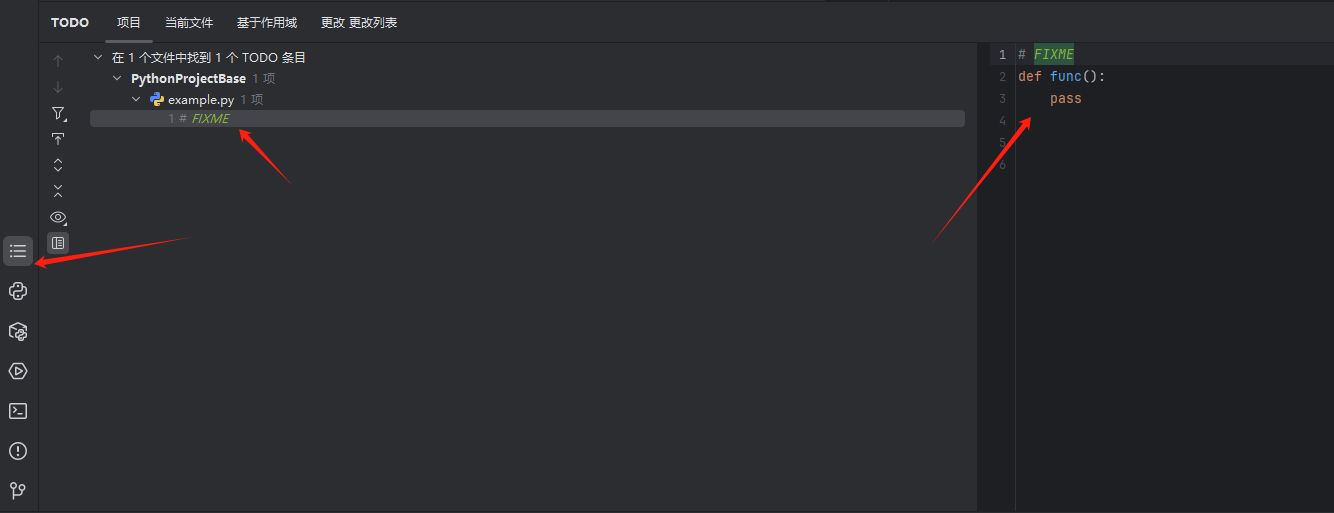 TODO 项目 当前文件 基于作用域 更改 更改列表
在 1 个文件中找到 1 个 TODO 条目
PythonProjectBase 1 项
example.py 1 项
1 # FIXME
1 # FIXME
2 def func():
3 pass
4
5
6